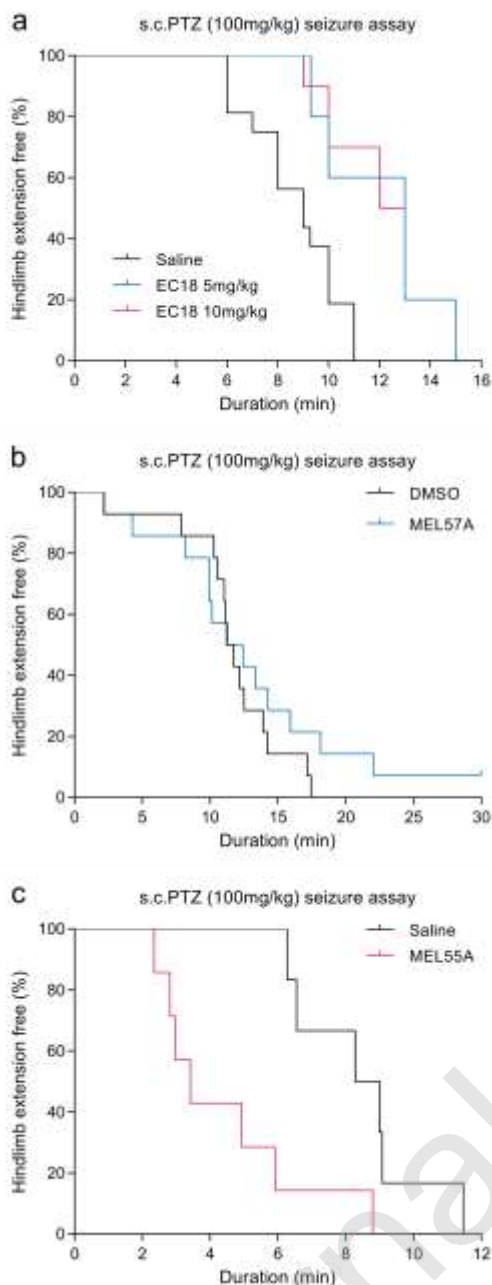 a
s.c.PTZ (100mg/kg) seizure assay
Hindlimb extension free (%)
100
80
60
40
20
0
Saline
EC18 5mg/kg
EC18 10mg/kg
0 2 4 6 8 10 12 14 16
Duration (min)
b
s.c.PTZ (100mg/kg) seizure assay
Hindlimb extension free (%)
100
80
60
40
20
0
DMSO
MEL57A
0 5 10 15 20 25 30
Duration (min)
c
s.c.PTZ (100mg/kg) seizure assay
Hindlimb extension free (%)
100
80
60
40
20
0
Saline
MEL55A
0 2 4 6 8 10 12
Duration (min)